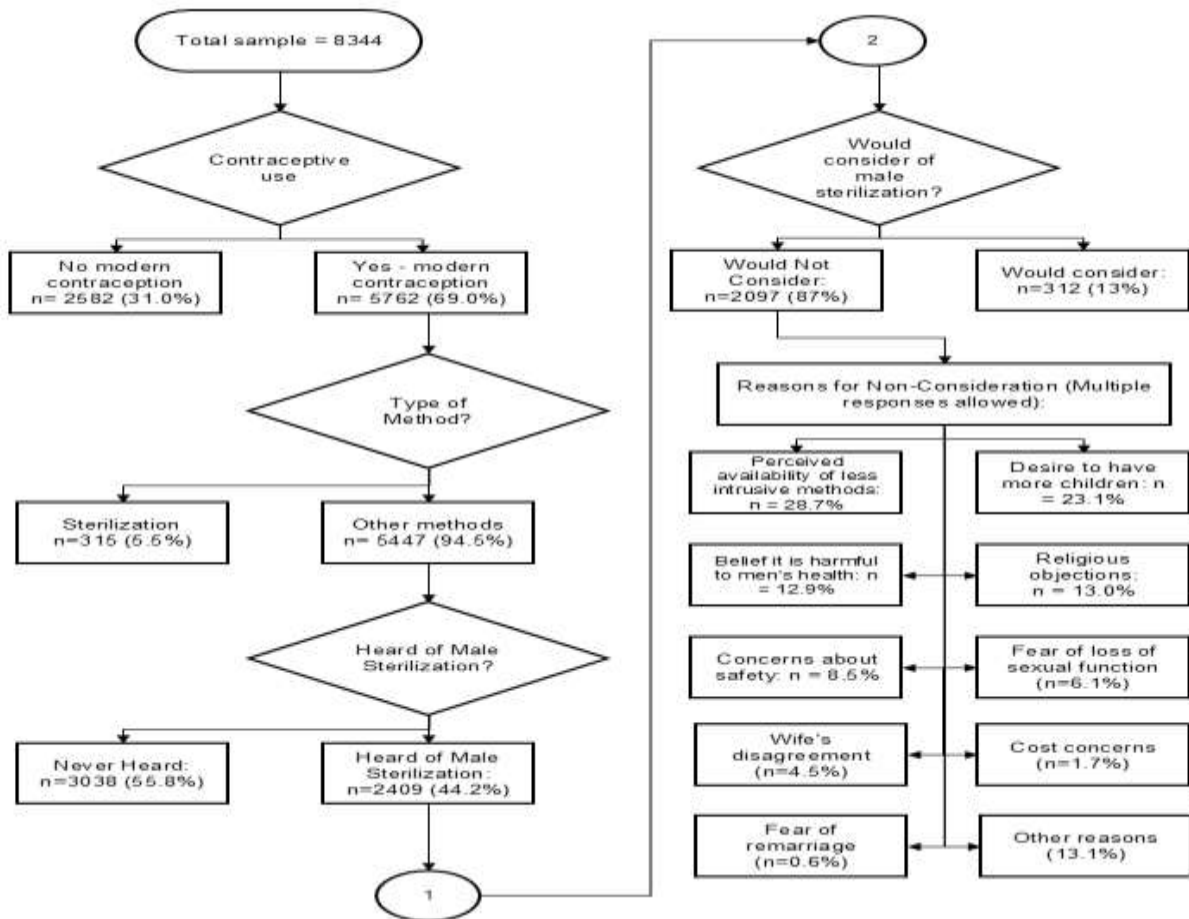 Total sample = 8344
Contraceptive
use
No modern
contraception
n= 2582 (31.0%)
Yes - modern
contraception
n= 5762 (69.0%)
Type of
Method?
Sterilization
n=315 (5.5%)
Other methods
n= 5447 (94.5%)
Heard of Male
Sterilization?
Never Heard:
n=3038 (55.8%)
Heard of Male
Sterilization:
n=2409 (44.2%)
1
2
Would
consider of
male
sterilization?
Would Not
Consider:
n=2097 (87%)
Would consider:
n=312 (13%)
Reasons for Non-Consideration (Multiple
responses allowed):
Perceived
availability of less
intrusive methods:
n = 28.7%
Desire to have
more children: n
= 23.1%
Belief it is harmful
to men's health: n
= 12.9%
Religious
objections:
n = 13.0%
Concerns about
safety: n = 8.5%
Fear of loss of
sexual function
(n=6.1%)
Wife's
disagreement
(n=4.5%)
Cost concerns
(n=1.7%)
Fear of
remarriage
(n=0.6%)
Other reasons
(13.1%)